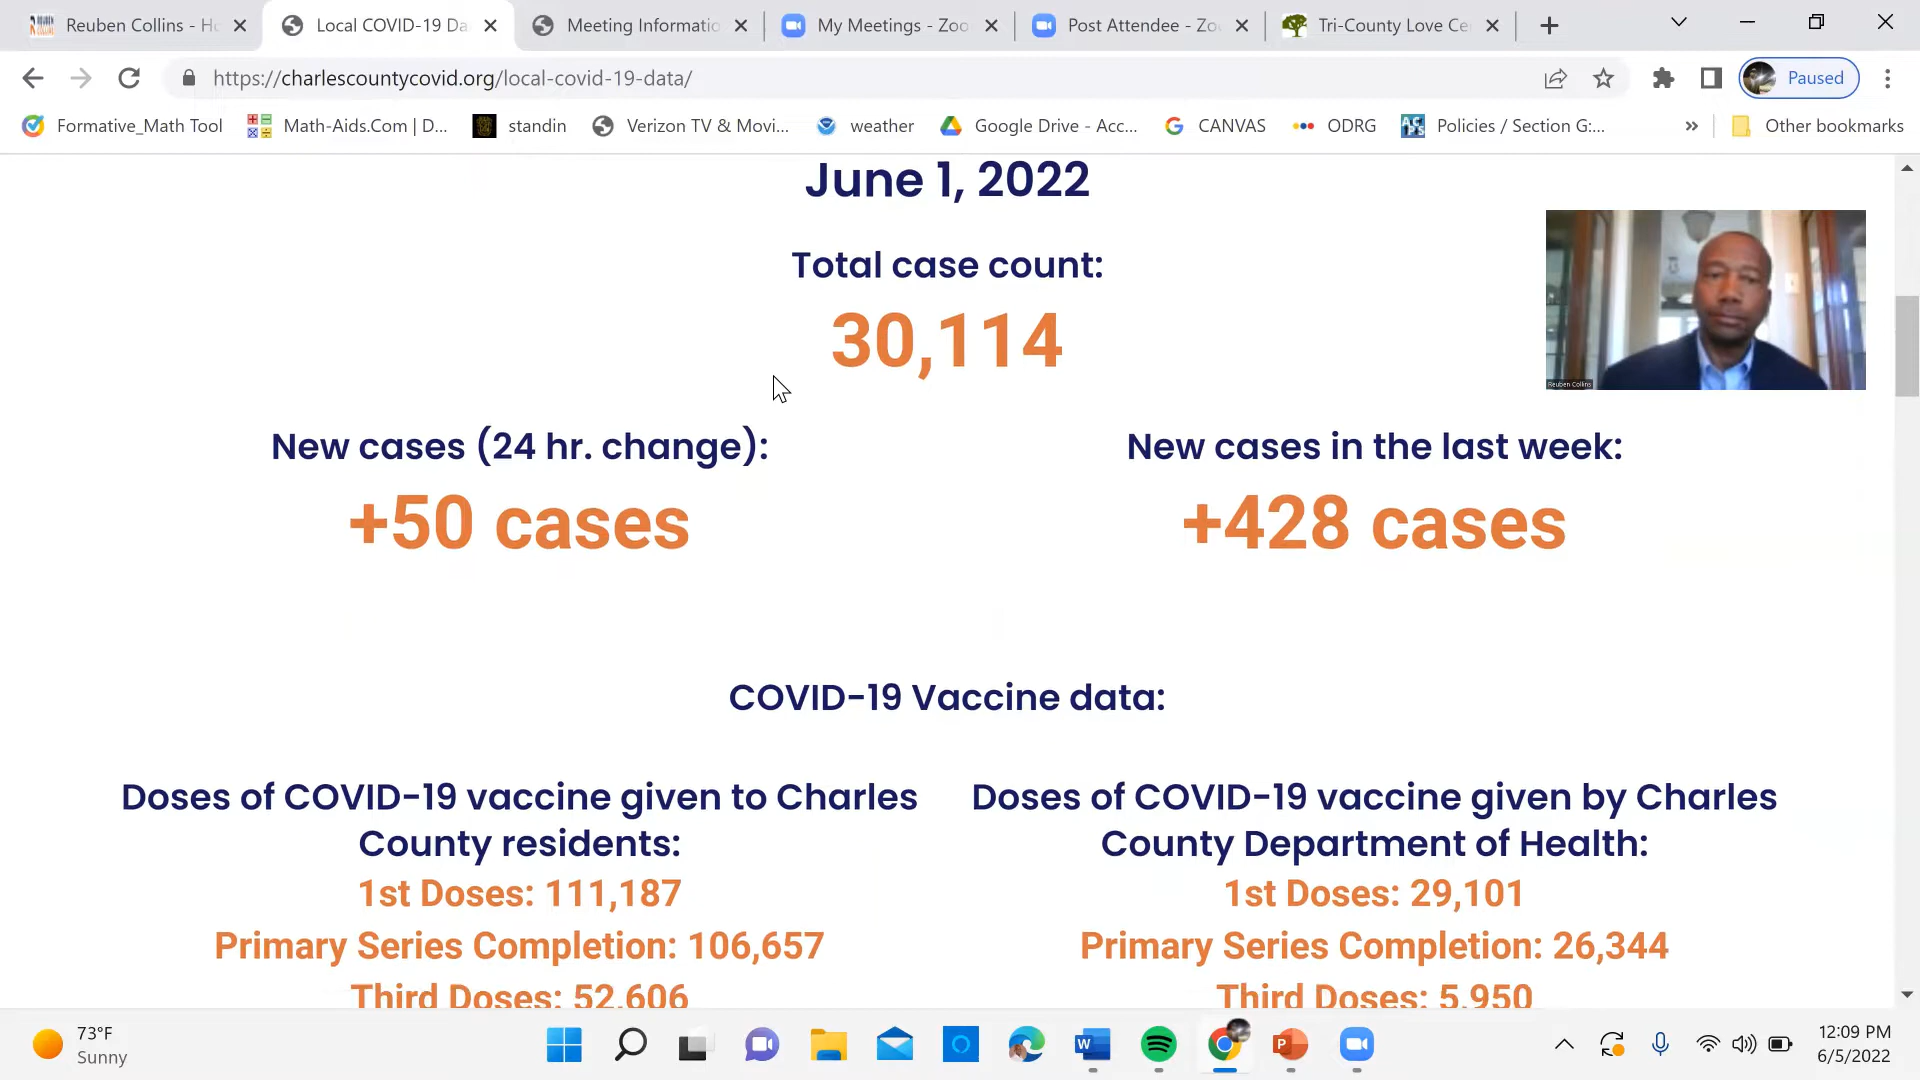 Reuben Collins - Ho
Local COVID-19 Da
Meeting Informatio
My Meetings - Zoo
Post Attendee - Zo
Tri-County Love Ce
https://charlescountycovid.org/local-covid-19-data/
Paused
Formative_Math Tool
Math-Aids.Com | D...
standin
Verizon TV & Movi...
weather
Google Drive - Acc...
CANVAS
ODRG
Policies / Section G:...
Other bookmarks
June 1, 2022
Total case count:
30,114
Reuben Collins
New cases (24 hr. change):
+50 cases
New cases in the last week:
+428 cases
COVID-19 Vaccine data:
Doses of COVID-19 vaccine given to Charles
County residents:
1st Doses: 111,187
Primary Series Completion: 106,657
Third Doses: 52,606
Doses of COVID-19 vaccine given by Charles
County Department of Health:
1st Doses: 29,101
Primary Series Completion: 26,344
Third Doses: 5,950
73°F
Sunny
12:09 PM
6/5/2022